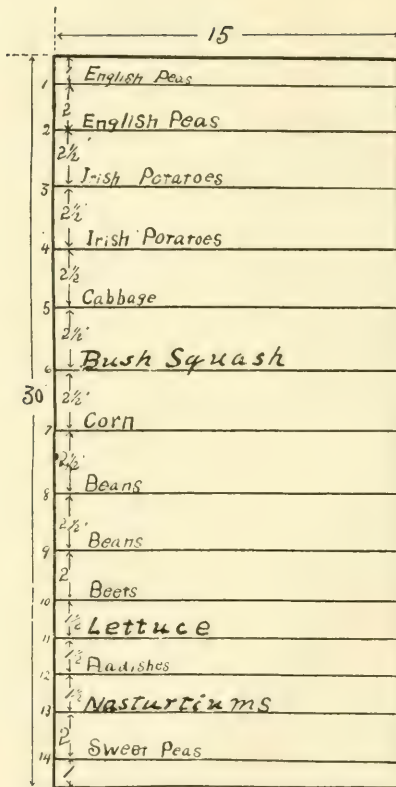 15
1 English Peas
1
2
English Peas
2
2½'
Irish Potatoes
3
2½'
Irish Potatoes
4
2½
Cabbage
5
2½'
Bush Squash
6
30
2½'
Corn
7
2½'
Beans
8
2½'
Beans
9
2
Beets
10
1½
Lettuce
11
1½
Radishes
12
1½
Nasturtiums
13
2
Sweet Peas
14
1